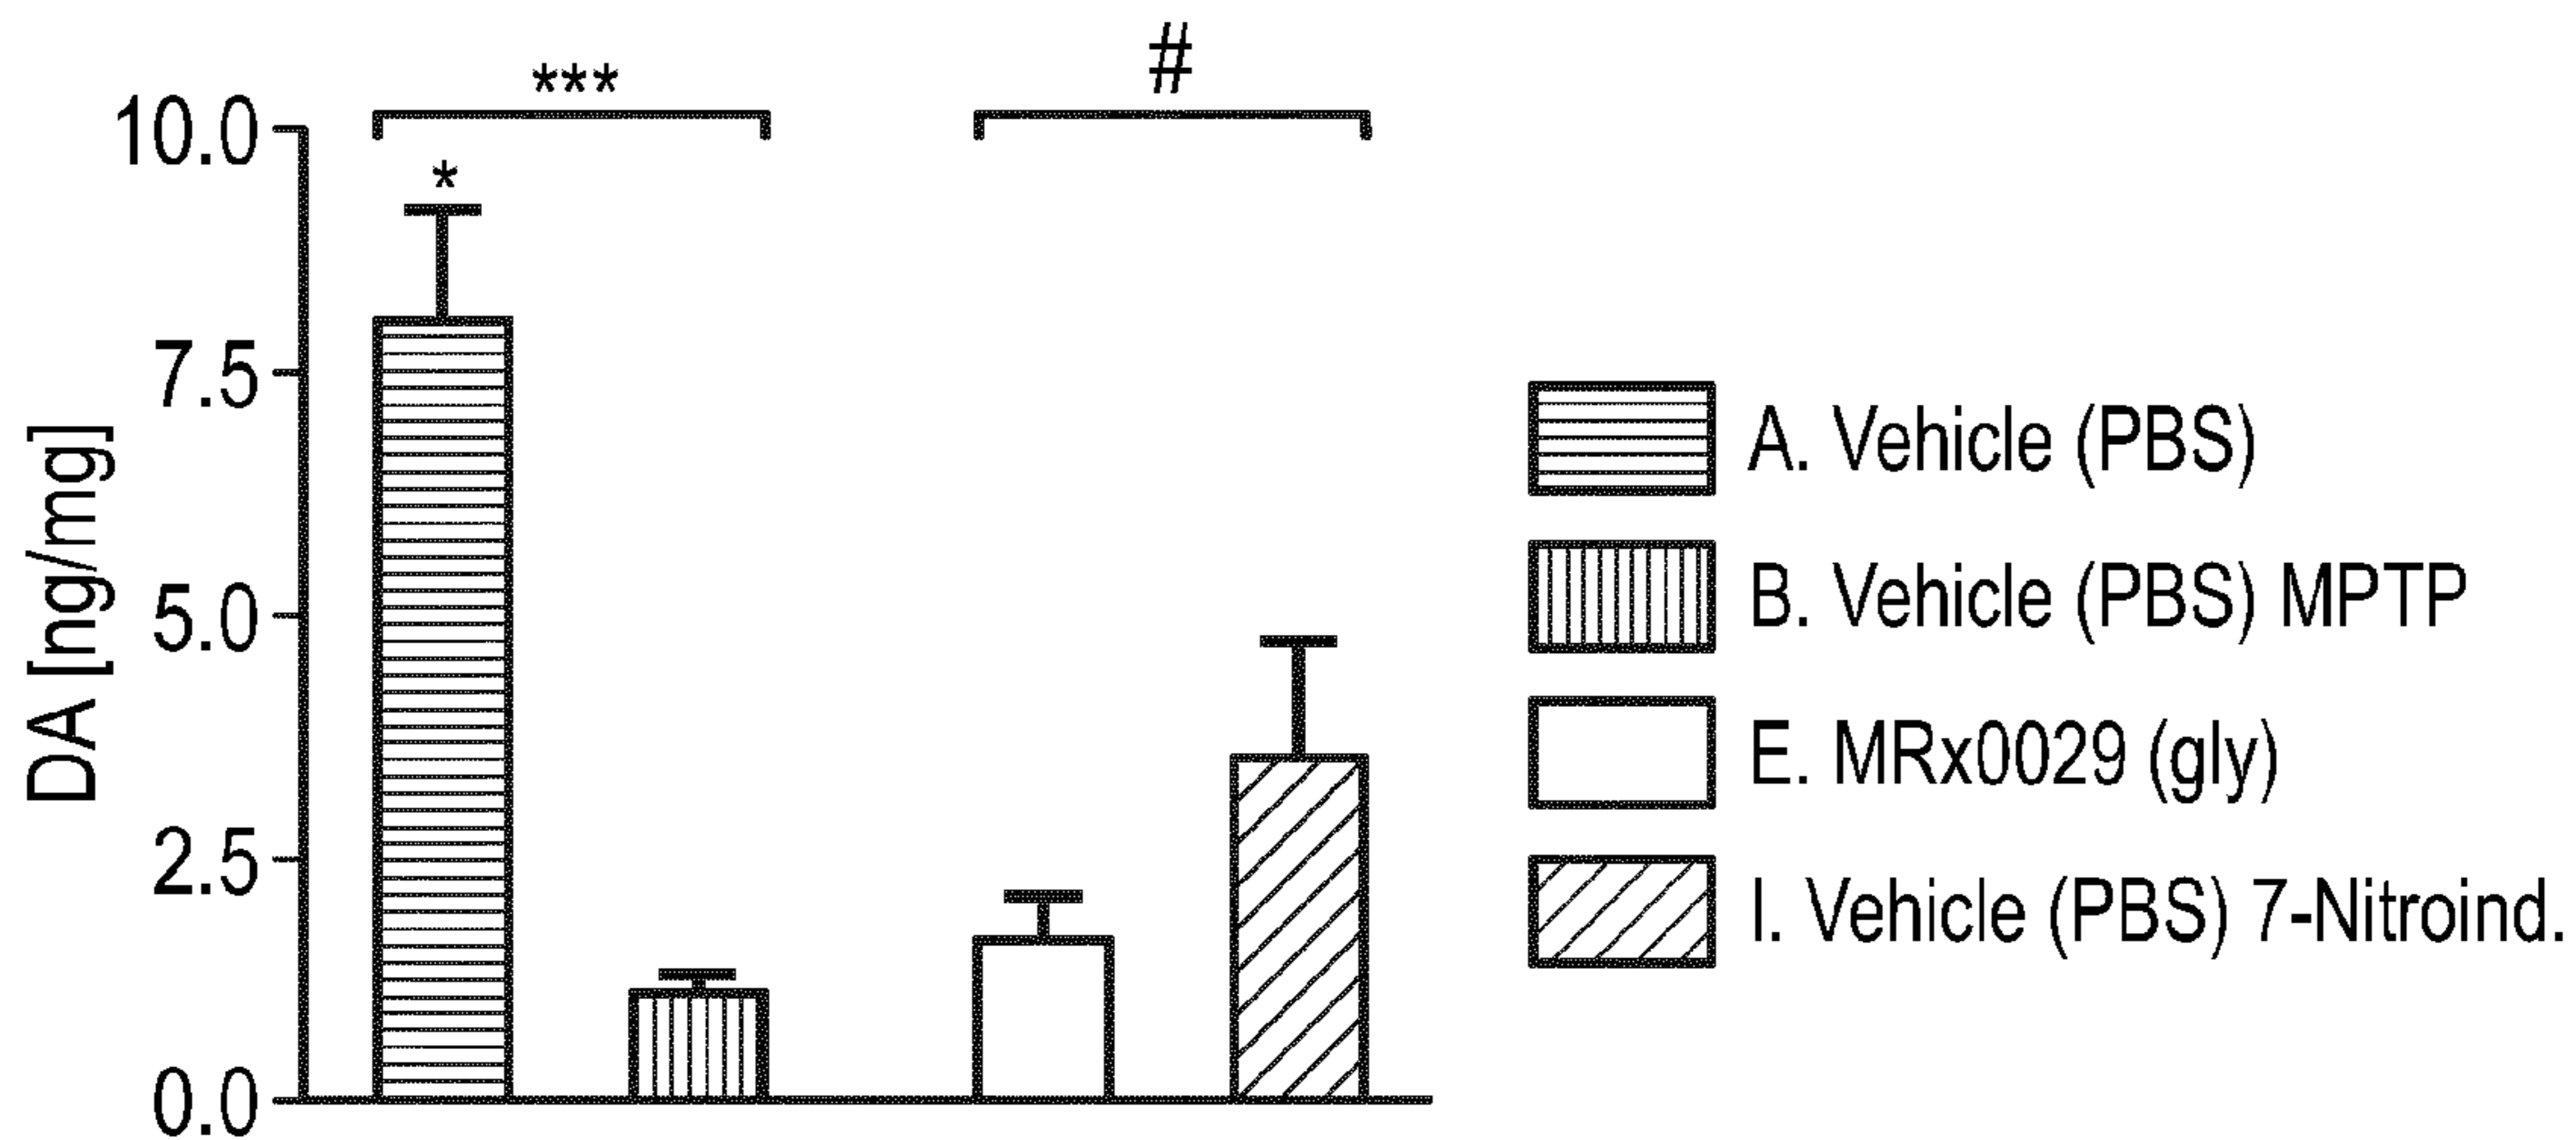 ***
#
*
10.0
7.5
5.0
2.5
0.0
DA [ng/mg]
A. Vehicle (PBS)
B. Vehicle (PBS) MPTP
E. MRx0029 (gly)
I. Vehicle (PBS) 7-Nitroind.